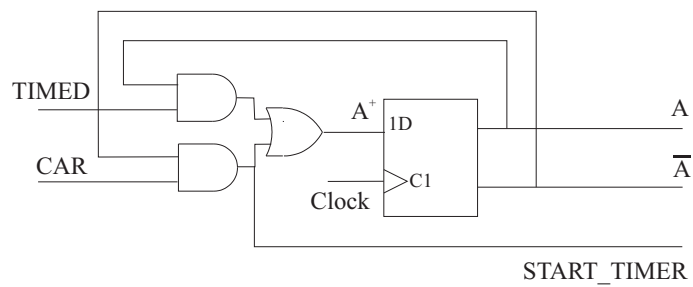 TIMED
A⁺
A
1D
CAR
A̅
C1
Clock
START_TIMER